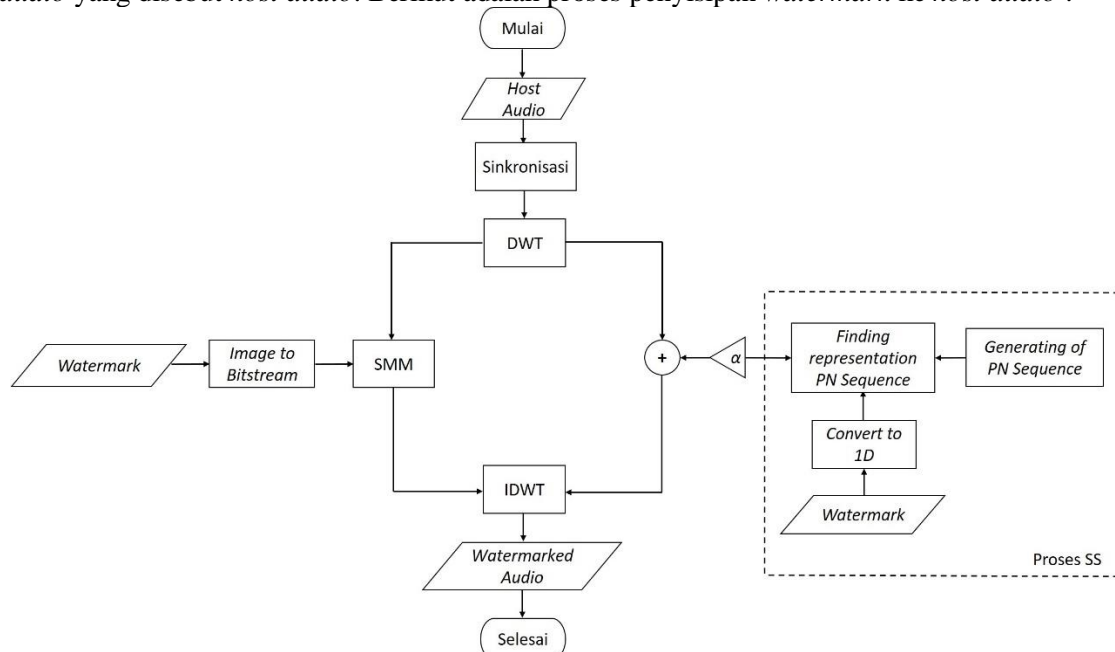 audio yang disebut host audio. Berikut adalah proses penyisipan watermark ke host audio :
Mulai
Host
Audio
Sinkronisasi
DWT
Watermark
Image to
Bitstream
SMM
+
α
Finding
representation
PN Sequence
Generating of
PN Sequence
Convert to
1D
Watermark
Proses SS
IDWT
Watermarked
Audio
Selesai